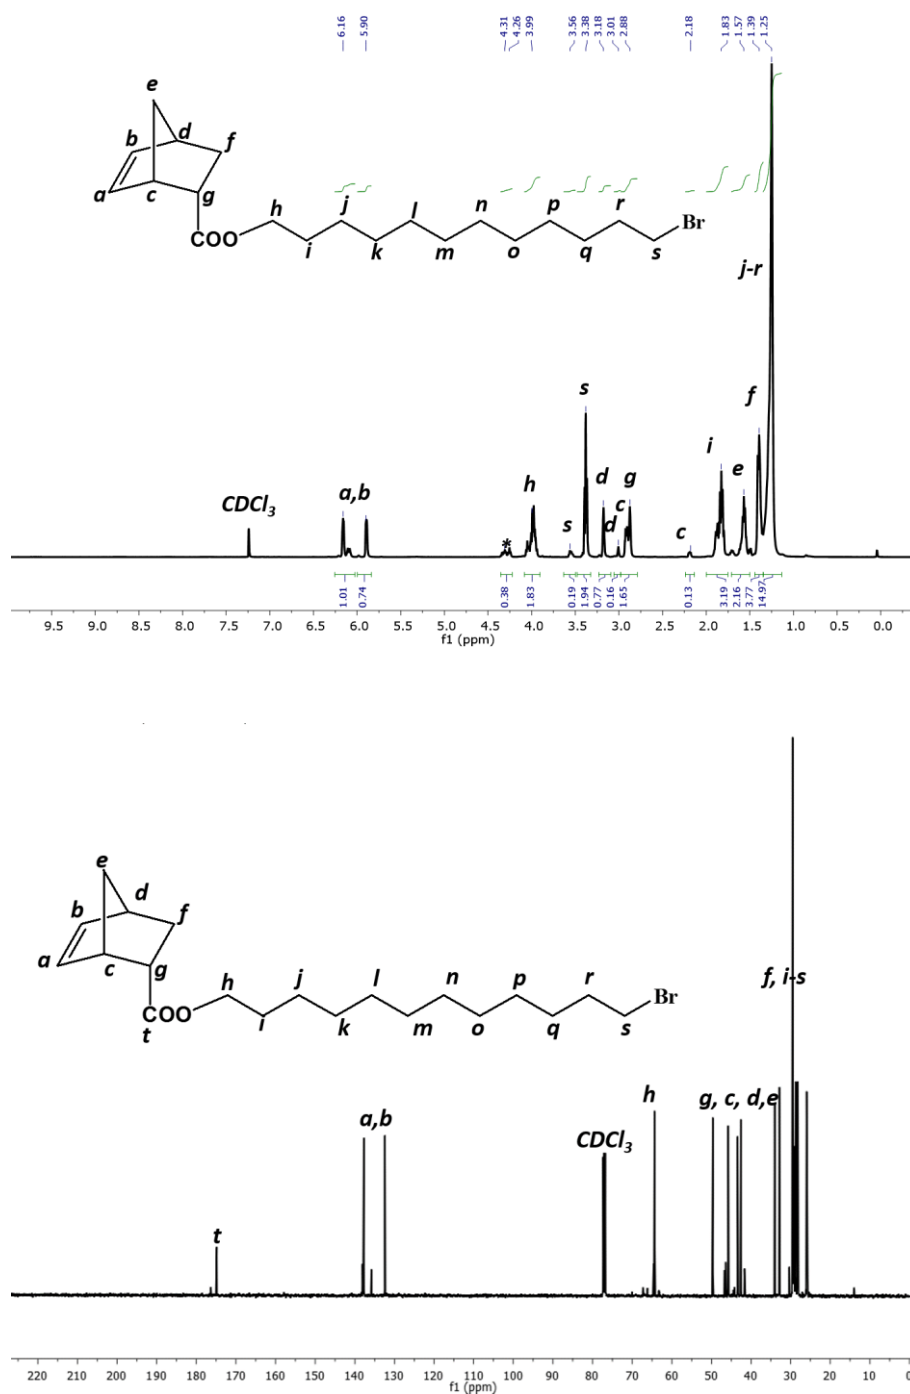 6.16 5.90 4.31 4.26 3.99 3.56 3.38 3.18 3.01 2.88 2.18 1.83 1.57 1.39 1.25
e
b d f
a c g
COO
h j l n p r Br
i k m o q s
j-r
s f
i
h d g e
CDCl3 a,b s d c c
*
1.01 0.74 0.38 1.83 0.19 1.94 0.77 0.16 1.65 0.13 3.19 2.16 3.77 14.97
9.5 9.0 8.5 8.0 7.5 7.0 6.5 6.0 5.5 5.0 4.5 4.0 3.5 3.0 2.5 2.0 1.5 1.0 0.5 0.0
f1 (ppm)
e
b d f
a c g
h j l n p r Br
COO i k m o q s
t
f, i-s
h g, c, d,e
a,b
CDCl3
t
220 210 200 190 180 170 160 150 140 130 120 110 100 90 80 70 60 50 40 30 20 10 0
f1 (ppm)